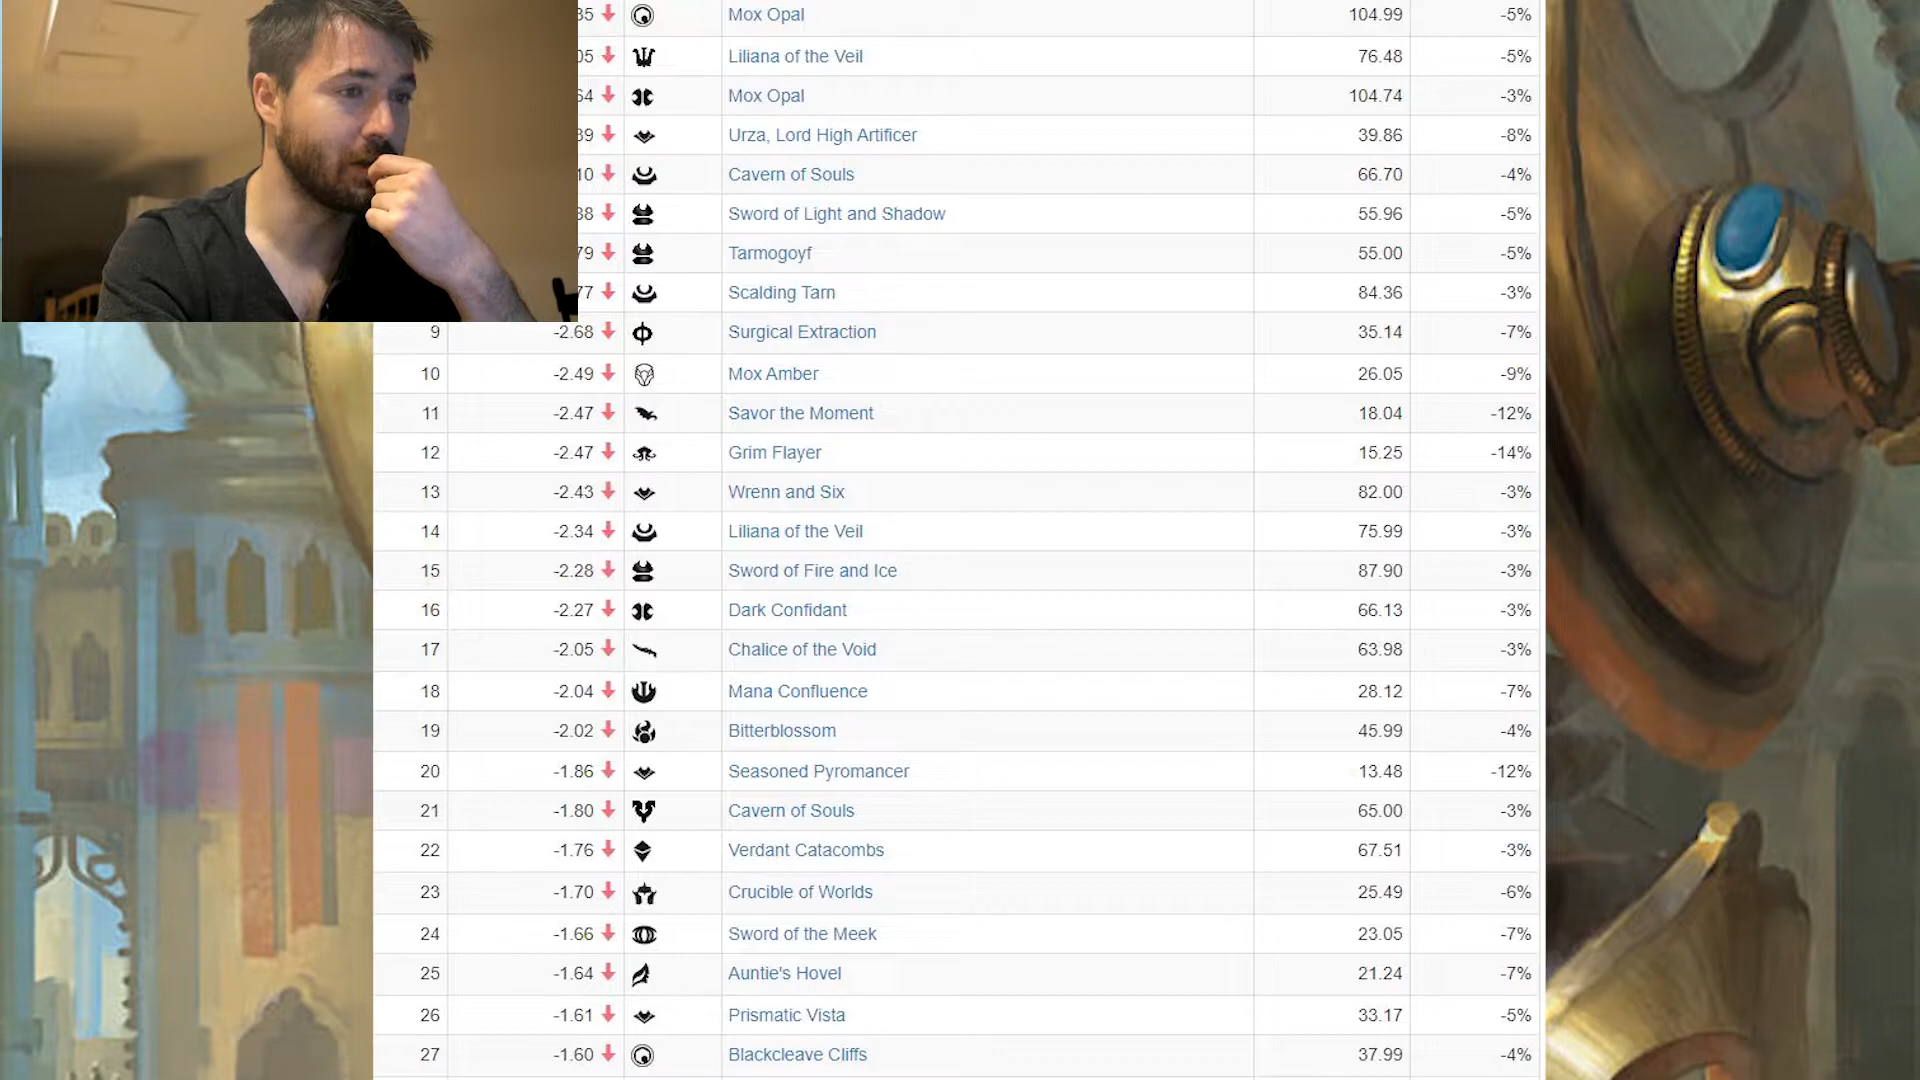 35 Mox Opal 104.99 -5%
05 Liliana of the Veil 76.48 -5%
64 Mox Opal 104.74 -3%
39 Urza, Lord High Artificer 39.86 -8%
10 Cavern of Souls 66.70 -4%
38 Sword of Light and Shadow 55.96 -5%
79 Tarmogoyf 55.00 -5%
77 Scalding Tarn 84.36 -3%
9 -2.68 Surgical Extraction 35.14 -7%
10 -2.49 Mox Amber 26.05 -9%
11 -2.47 Savor the Moment 18.04 -12%
12 -2.47 Grim Flayer 15.25 -14%
13 -2.43 Wrenn and Six 82.00 -3%
14 -2.34 Liliana of the Veil 75.99 -3%
15 -2.28 Sword of Fire and Ice 87.90 -3%
16 -2.27 Dark Confidant 66.13 -3%
17 -2.05 Chalice of the Void 63.98 -3%
18 -2.04 Mana Confluence 28.12 -7%
19 -2.02 Bitterblossom 45.99 -4%
20 -1.86 Seasoned Pyromancer 13.48 -12%
21 -1.80 Cavern of Souls 65.00 -3%
22 -1.76 Verdant Catacombs 67.51 -3%
23 -1.70 Crucible of Worlds 25.49 -6%
24 -1.66 Sword of the Meek 23.05 -7%
25 -1.64 Auntie's Hovel 21.24 -7%
26 -1.61 Prismatic Vista 33.17 -5%
27 -1.60 Blackcleave Cliffs 37.99 -4%